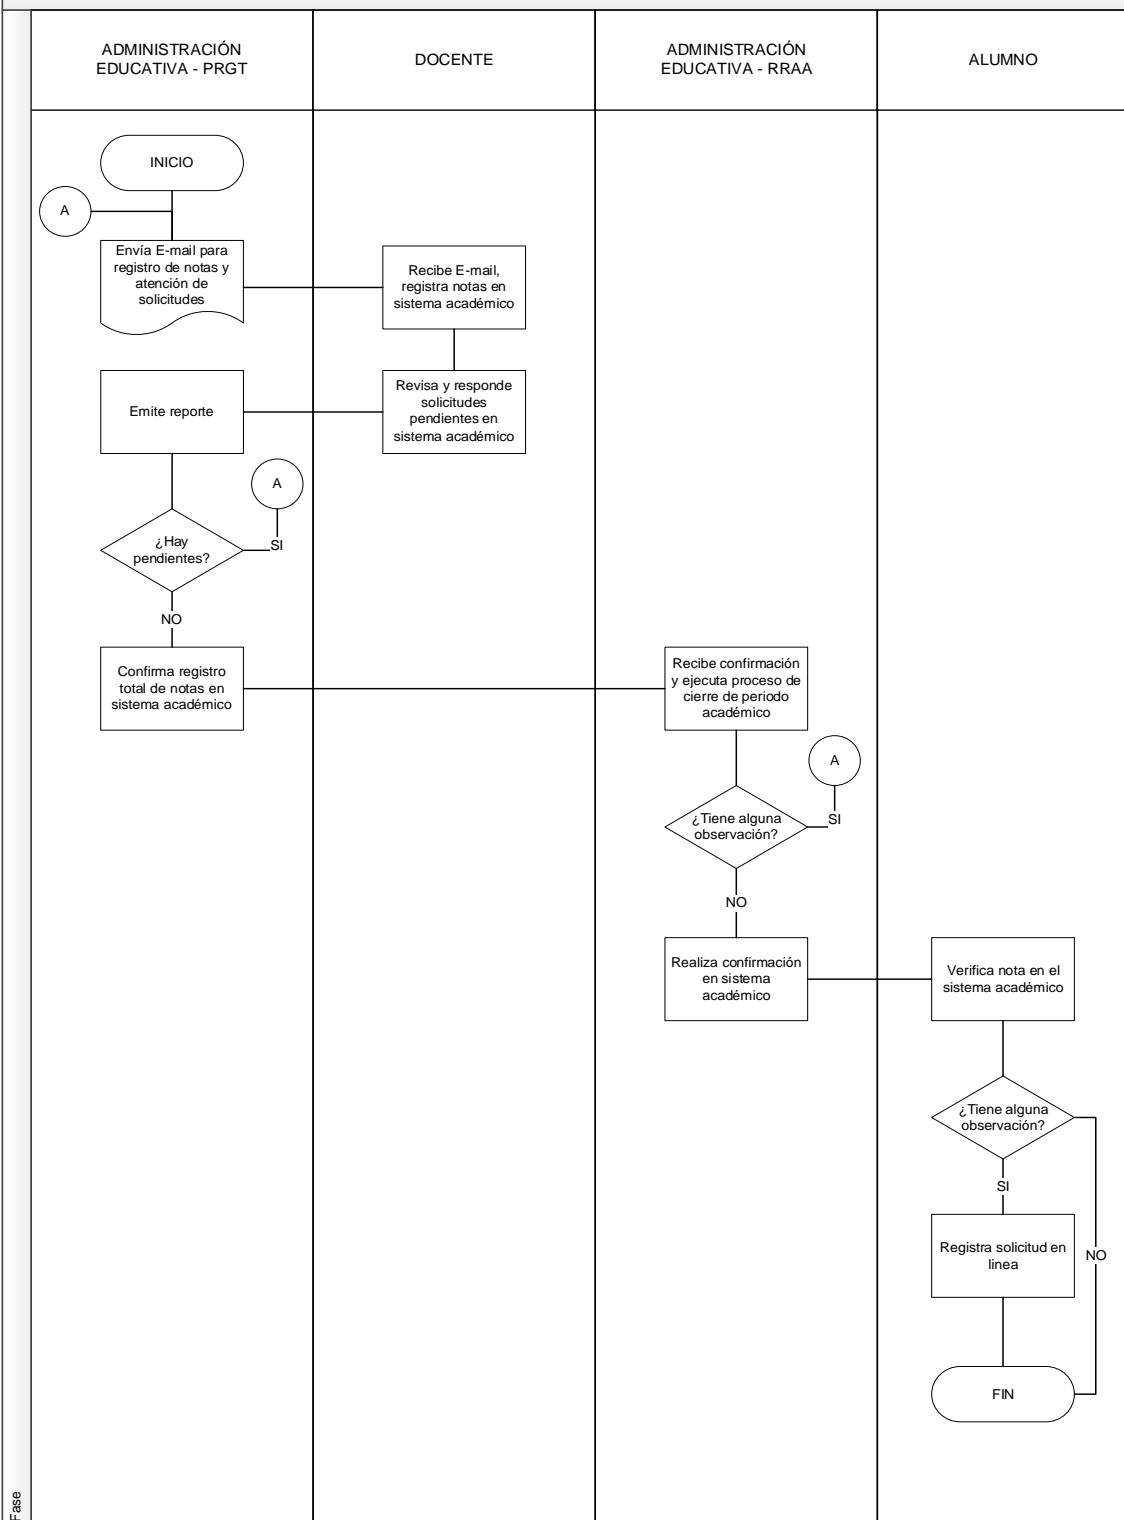 ADMINISTRACIÓN
EDUCATIVA - PRGT
DOCENTE
ADMINISTRACIÓN
EDUCATIVA - RRAA
ALUMNO
INICIO
A
Envía E-mail para
registro de notas y
atención de
solicitudes
Recibe E-mail,
registra notas en
sistema académico
Emite reporte
Revisa y responde
solicitudes
pendientes en
sistema académico
A
¿Hay
pendientes?
SI
NO
Confirma registro
total de notas en
sistema académico
Recibe confirmación
y ejecuta proceso de
cierre de periodo
académico
A
¿Tiene alguna
observación?
SI
NO
Realiza confirmación
en sistema
académico
Verifica nota en el
sistema académico
¿Tiene alguna
observación?
SI
Registra solicitud en
linea
NO
FIN
Fase